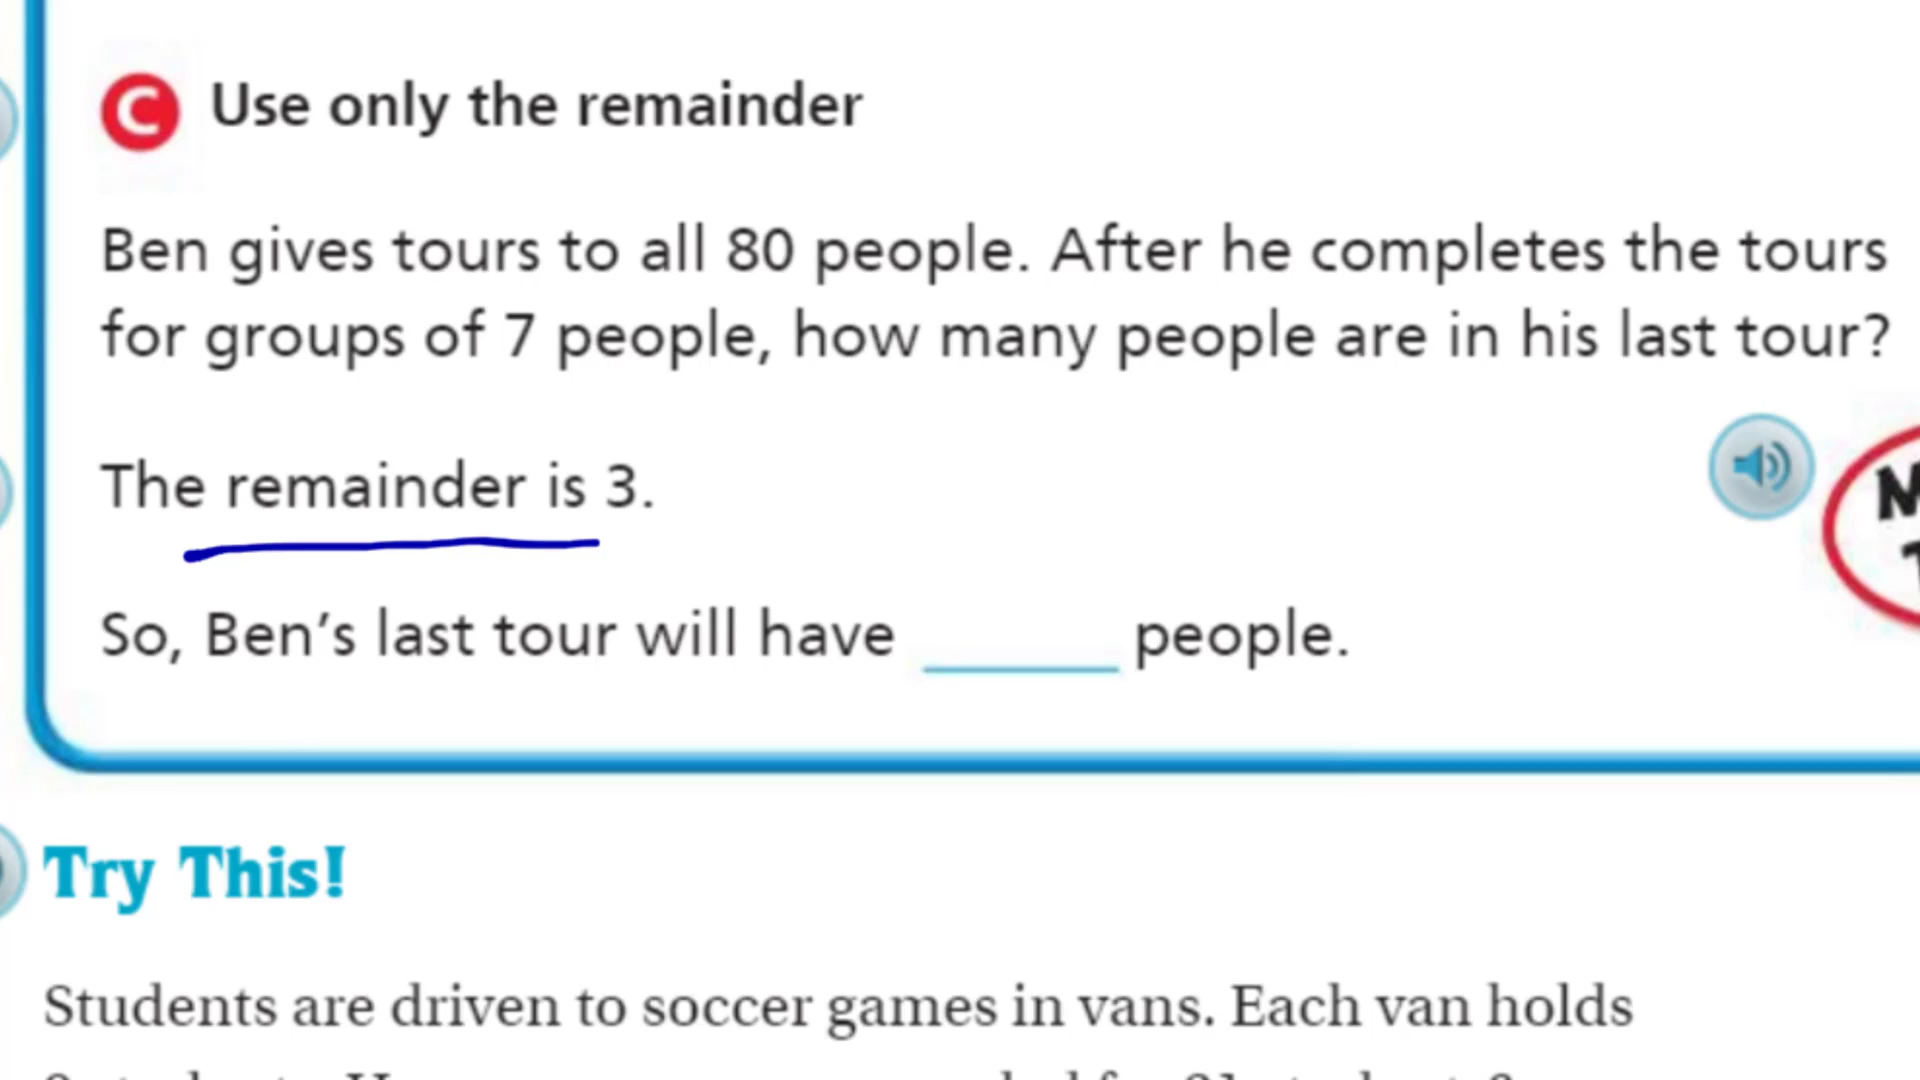 C Use only the remainder
Ben gives tours to all 80 people. After he completes the tours
for groups of 7 people, how many people are in his last tour?
The remainder is 3.
So, Ben's last tour will have ______ people.
Try This!
Students are driven to soccer games in vans. Each van holds